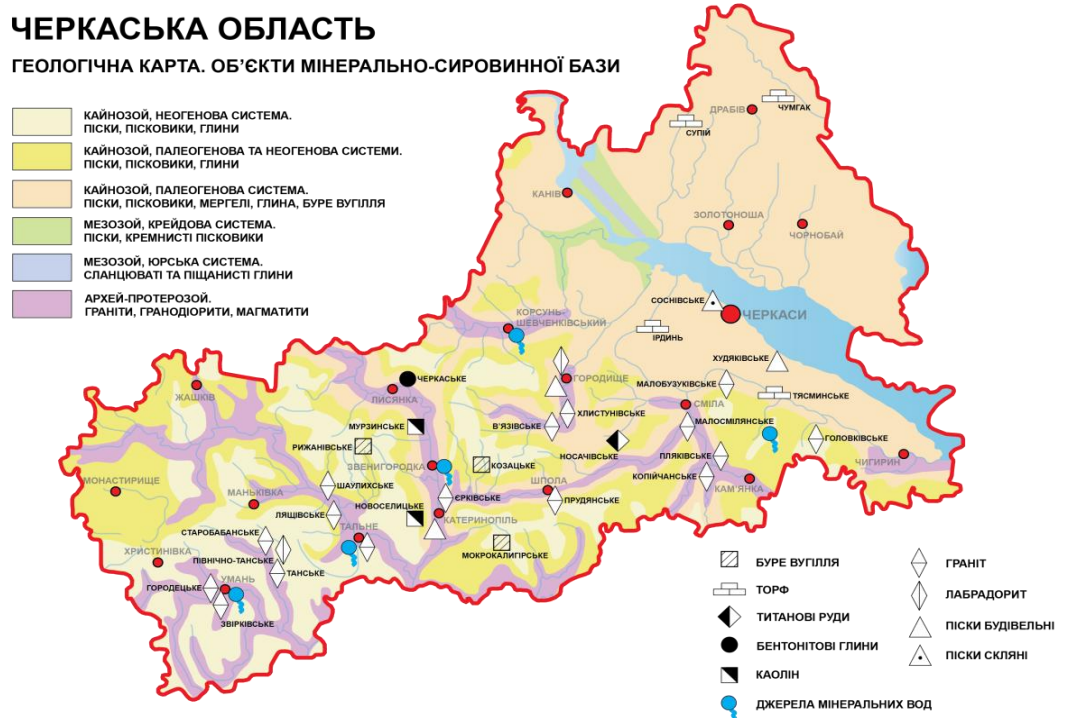 ЧЕРКАСЬКА ОБЛАСТЬ
ГЕОЛОГІЧНА КАРТА. ОБ'ЄКТИ МІНЕРАЛЬНО-СИРОВИННОЇ БАЗИ
КАЙНОЗОЙ, НЕОГЕНОВА СИСТЕМА.
ПІСКИ, ПІСКОВИКИ, ГЛИНИ
КАЙНОЗОЙ, ПАЛЕОГЕНОВА ТА НЕОГЕНОВА СИСТЕМИ.
ПІСКИ, ПІСКОВИКИ, ГЛИНИ
КАЙНОЗОЙ, ПАЛЕОГЕНОВА СИСТЕМА.
ПІСКИ, ПІСКОВИКИ, МЕРГЕЛІ, ГЛИНА, БУРЕ ВУГІЛЛЯ
МЕЗОЗОЙ, КРЕЙДОВА СИСТЕМА.
ПІСКИ, КРЕМНИСТІ ПІСКОВИКИ
МЕЗОЗОЙ, ЮРСЬКА СИСТЕМА.
СЛАНЦЮВАТІ ТА ПІЩАНИСТІ ГЛИНИ
АРХЕЙ-ПРОТЕРОЗОЙ.
ГРАНІТИ, ГРАНОДІОРИТИ, МАГМАТИТИ
ДРАБІВ
ЧУМГАК
СУПІЙ
КАНІВ
ЗОЛОТОНОША
ЧОРНОБАЙ
СОСНІВСЬКЕ
ЧЕРКАСИ
КОРСУНЬ-
ШЕВЧЕНКІВСЬКИЙ
ІРДИНЬ
ХУДЯКІВСЬКЕ
ЧЕРКАСЬКЕ
ГОРОДИЩЕ
МАЛОБУЗУКІВСЬКЕ
ЖАШКІВ
ЛИСЯНКА
ТЯСМИНСЬКЕ
СМІЛА
ХЛИСТУНІВСЬКЕ
МАЛОСМІЛЯНСЬКЕ
МУРЗИНСЬКЕ
В'ЯЗІВСЬКЕ
ГОЛОВКІВСЬКЕ
РИЖАНІВСЬКЕ
НОСАЧІВСЬКЕ
ПЛЯКІВСЬКЕ
ЗВЕНИГОРОДКА
КОЗАЦЬКЕ
ЧИГИРИН
МОНАСТИРИЩЕ
ШАУЛИХСЬКЕ
ШПОЛА
КОПІЙЧАНСЬКЕ
КАМ'ЯНКА
МАНЬКІВКА
ЄРКІВСЬКЕ
ПРУДЯНСЬКЕ
НОВОСЕЛИЦЬКЕ
ЛЯЩІВСЬКЕ
КАТЕРИНОПІЛЬ
ТАЛЬНЕ
СТАРОБАБАНСЬКЕ
ХРИСТИНІВКА
МОКРОКАЛИГІРСЬКЕ
ПІВНІЧНО-ТАНСЬКЕ
ТАНСЬКЕ
УМАНЬ
ГОРОДЕЦЬКЕ
ЗВІРКІВСЬКЕ
БУРЕ ВУГІЛЛЯ
ТОРФ
ТИТАНОВІ РУДИ
БЕНТОНІТОВІ ГЛИНИ
КАОЛІН
ДЖЕРЕЛА МІНЕРАЛЬНИХ ВОД
ГРАНІТ
ЛАБРАДОРИТ
ПІСКИ БУДІВЕЛЬНІ
ПІСКИ СКЛЯНІ